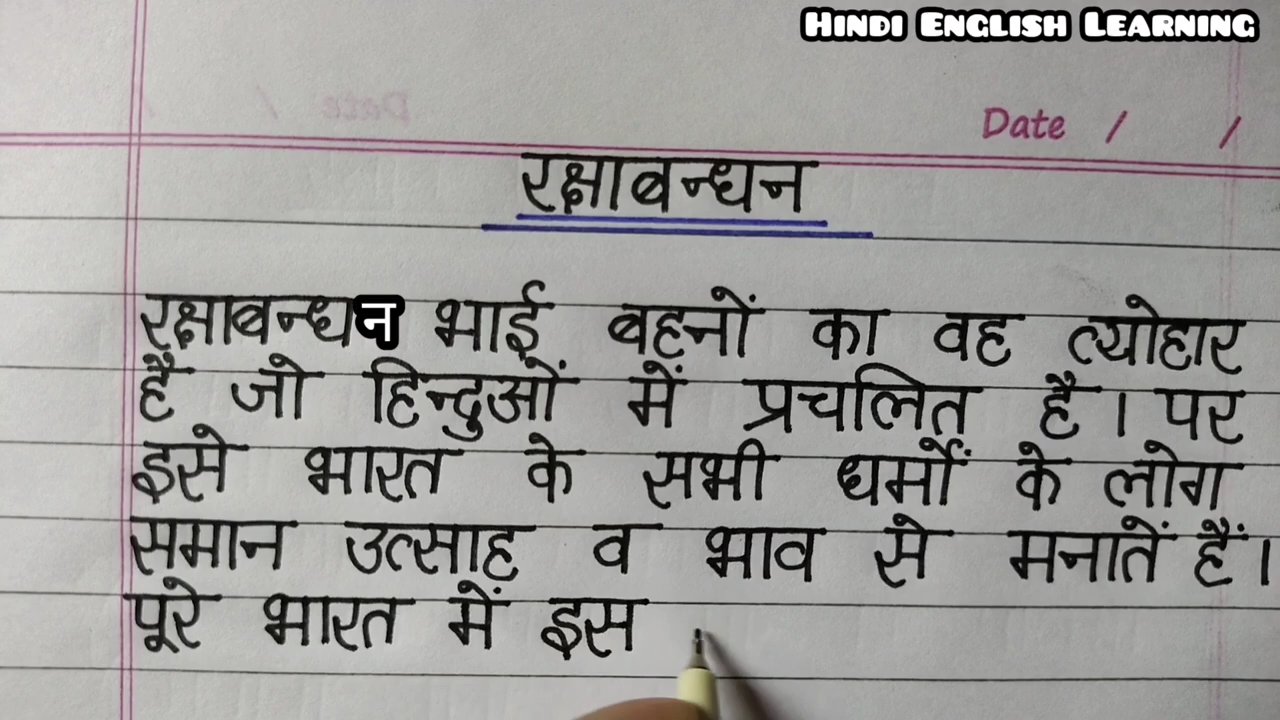 HINDI ENGLISH LEARNING
Date / /
रक्षाबन्धन
रक्षाबन्धन भाई बहनों का वह त्योहार
है जो हिन्दुओं में प्रचलित है। पर
इसे भारत के सभी धर्मों के लोग
समान उत्साह व भाव से मनातें हैं।
पूरे भारत में इस